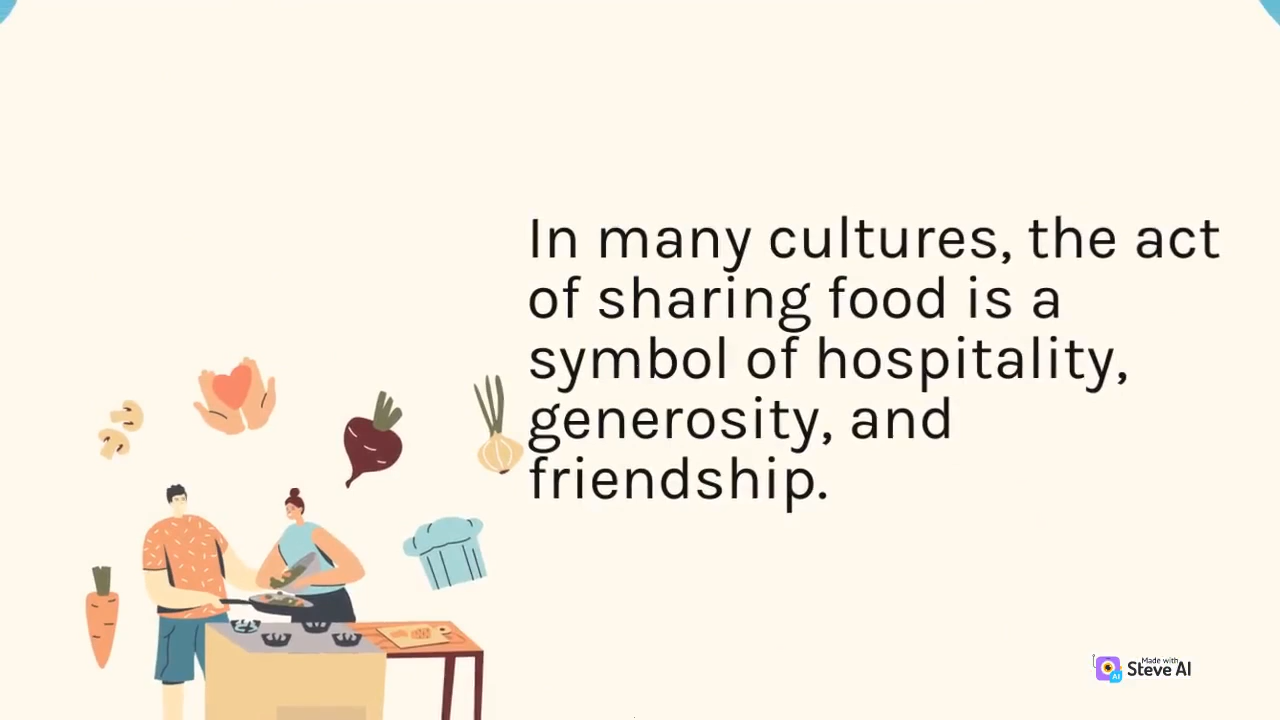 In many cultures, the act
of sharing food is a
symbol of hospitality,
generosity, and
friendship.
Made with
Steve AI
AI